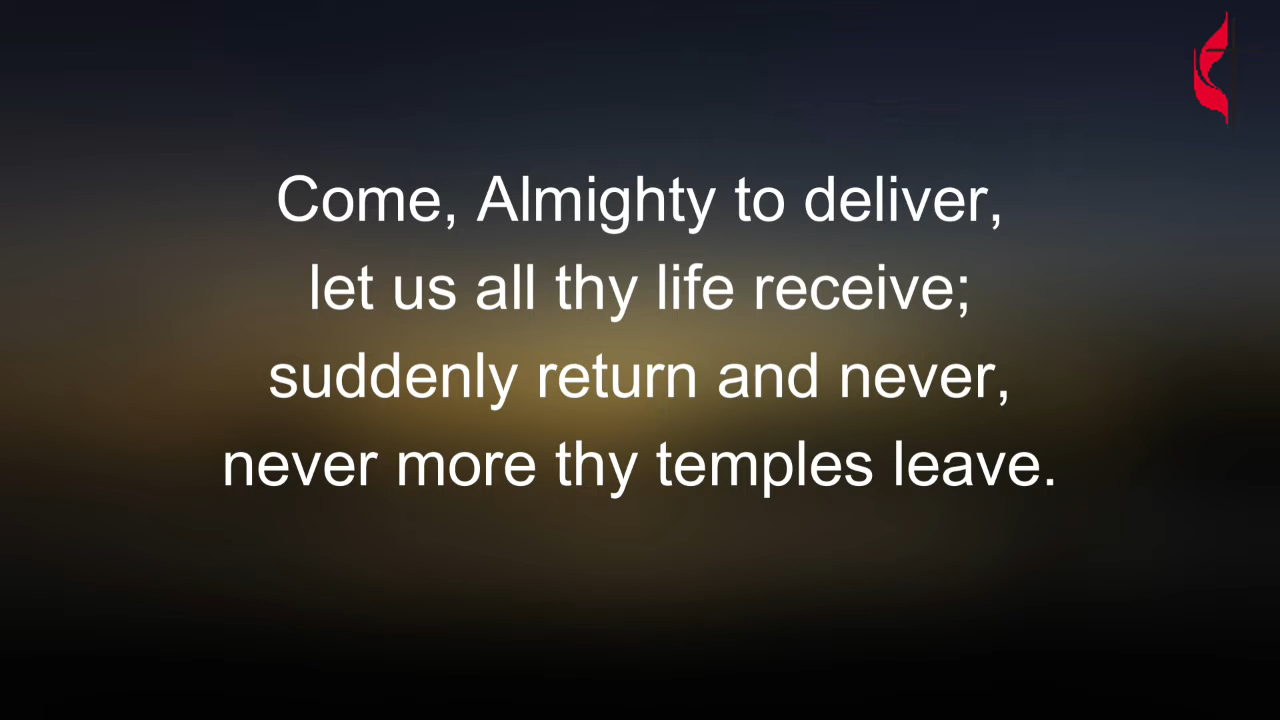 Come, Almighty to deliver,
let us all thy life receive;
suddenly return and never,
never more thy temples leave.